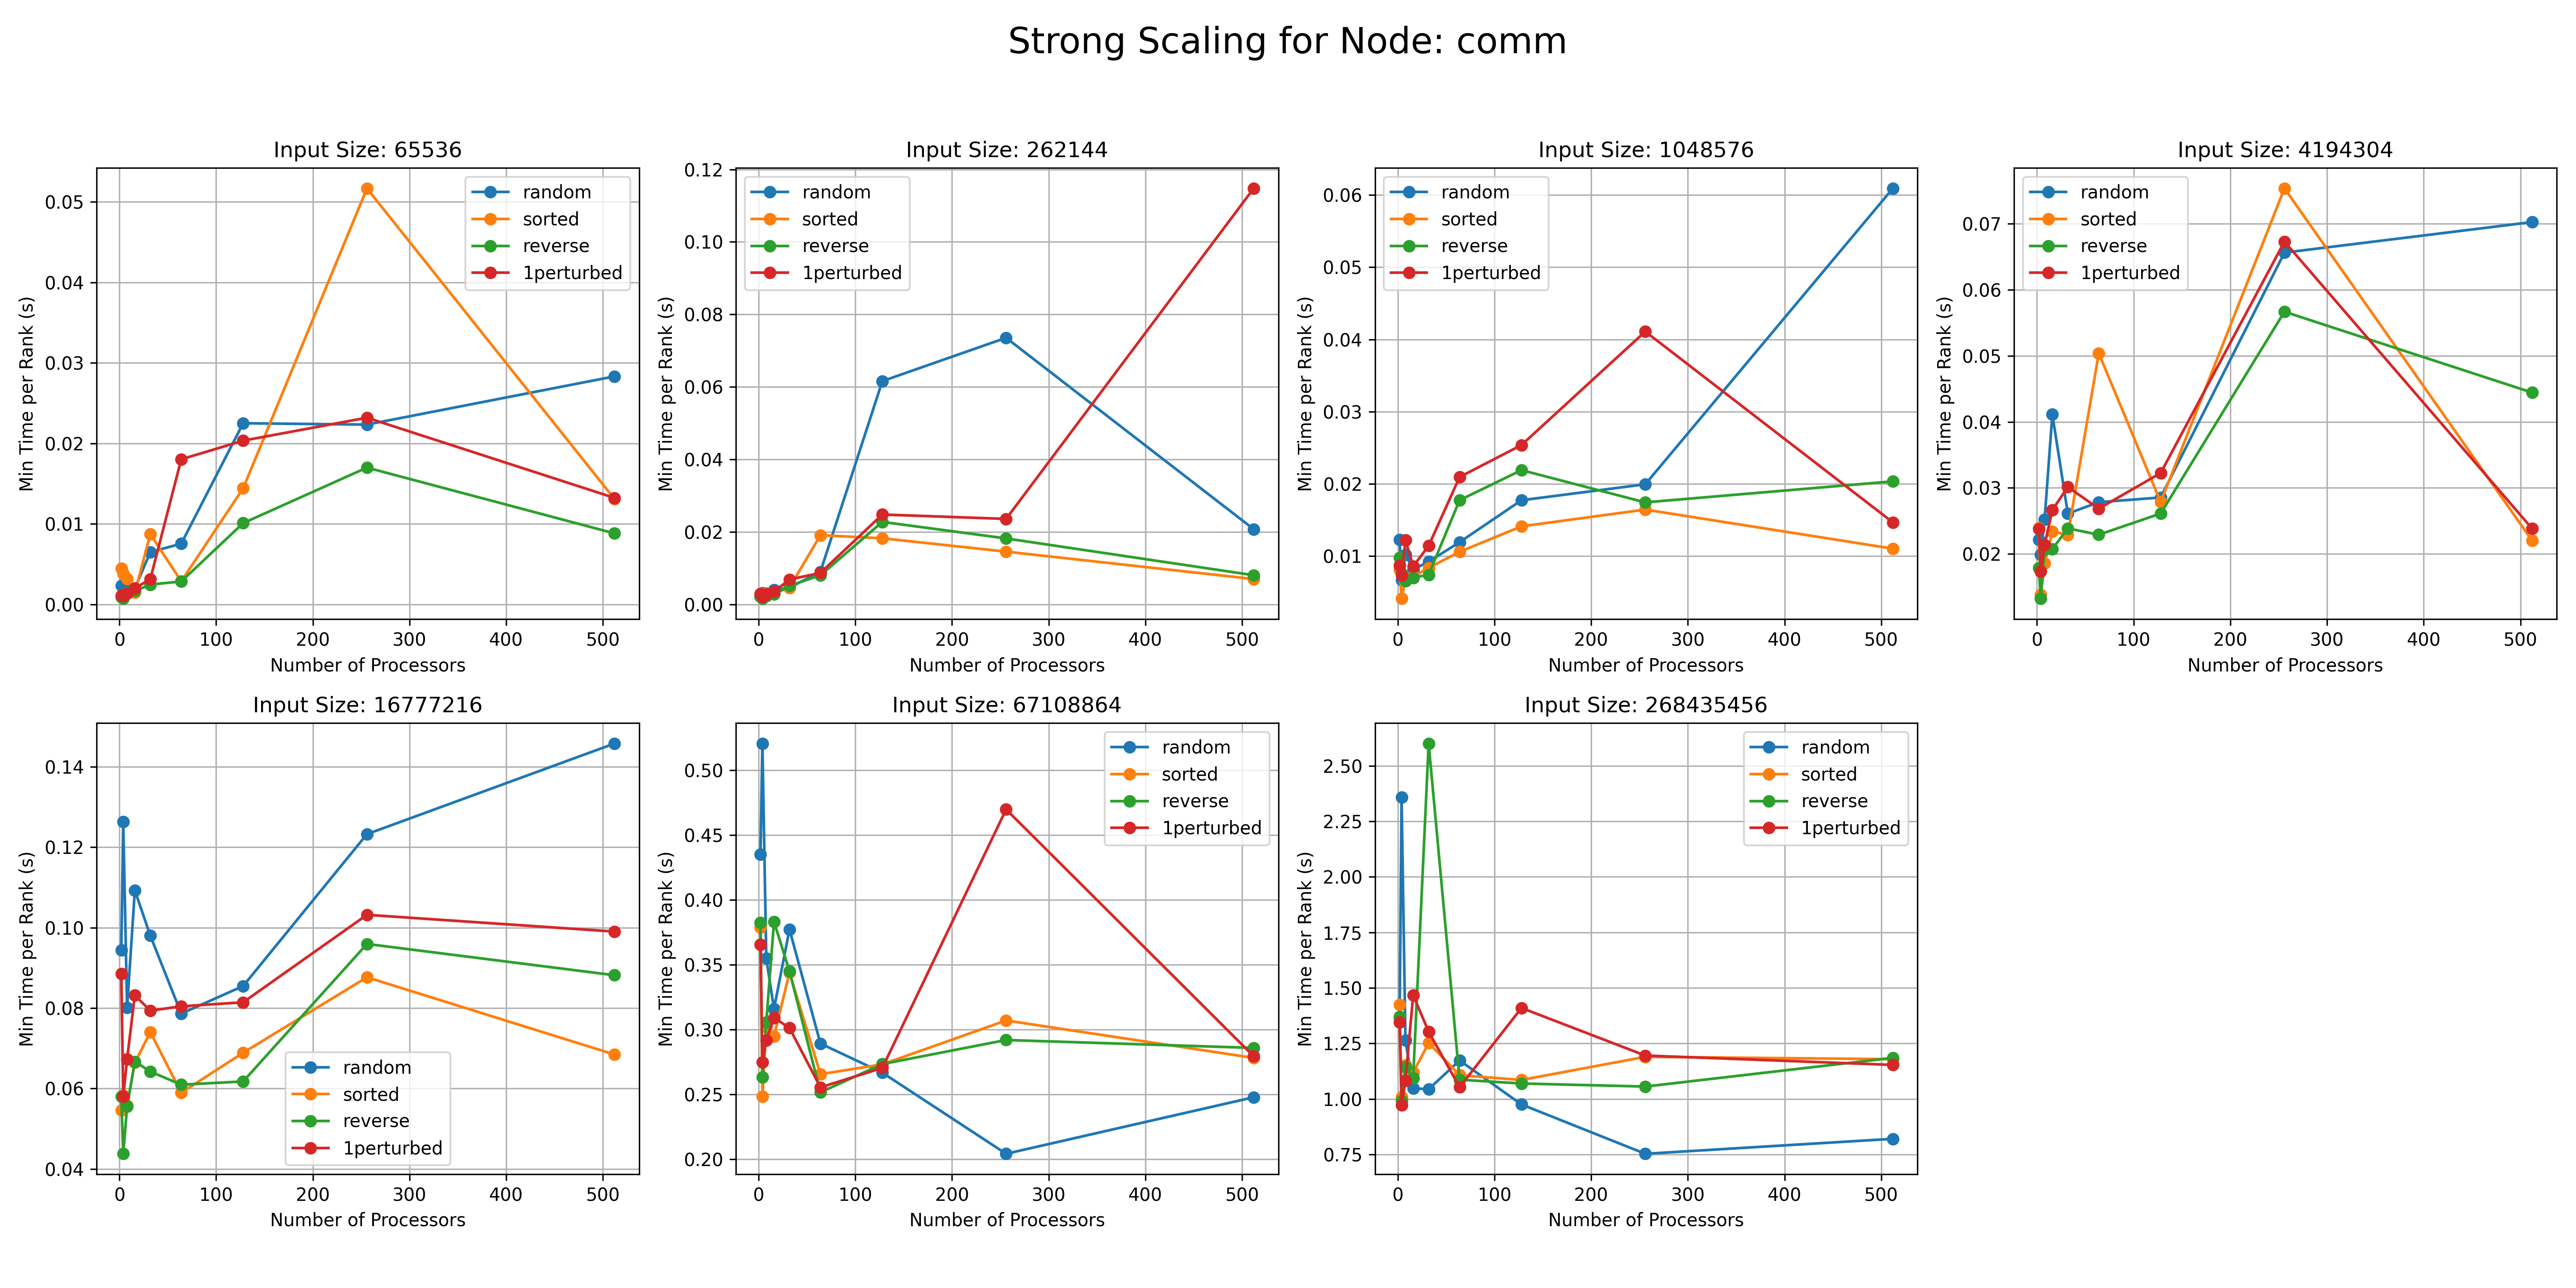 Strong Scaling for Node: comm
Input Size: 65536
Min Time per Rank (s)
0.05
0.04
0.03
0.02
0.01
0.00
random
sorted
reverse
1perturbed
0 100 200 300 400 500
Number of Processors
Input Size: 262144
Min Time per Rank (s)
0.12
0.10
0.08
0.06
0.04
0.02
0.00
random
sorted
reverse
1perturbed
0 100 200 300 400 500
Number of Processors
Input Size: 1048576
Min Time per Rank (s)
0.06
0.05
0.04
0.03
0.02
0.01
random
sorted
reverse
1perturbed
0 100 200 300 400 500
Number of Processors
Input Size: 4194304
Min Time per Rank (s)
0.07
0.06
0.05
0.04
0.03
0.02
random
sorted
reverse
1perturbed
0 100 200 300 400 500
Number of Processors
Input Size: 16777216
Min Time per Rank (s)
0.14
0.12
0.10
0.08
0.06
0.04
random
sorted
reverse
1perturbed
0 100 200 300 400 500
Number of Processors
Input Size: 67108864
Min Time per Rank (s)
0.50
0.45
0.40
0.35
0.30
0.25
0.20
random
sorted
reverse
1perturbed
0 100 200 300 400 500
Number of Processors
Input Size: 268435456
Min Time per Rank (s)
2.50
2.25
2.00
1.75
1.50
1.25
1.00
0.75
random
sorted
reverse
1perturbed
0 100 200 300 400 500
Number of Processors